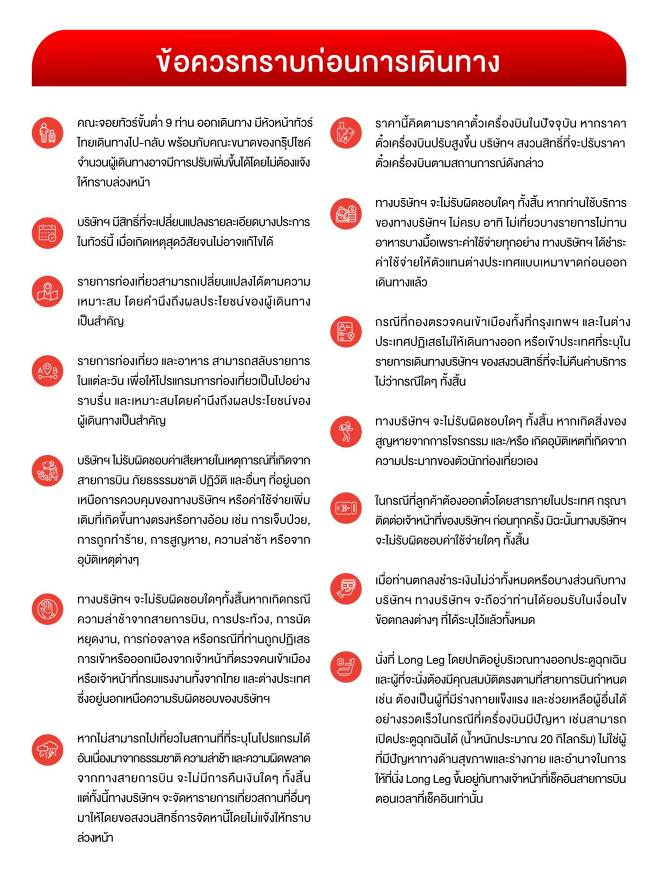 ข้อควรทราบก่อนการเดินทาง
คณะจอยทัวร์ขั้นต่ำ 9 ท่าน ออกเดินทาง มีหัวหน้าทัวร์
ไทยเดินทางไป-กลับ พร้อมกับคณะขนาดของกรุ๊ปไซค์
จำนวนผู้เดินทางอาจมีการปรับเพิ่มขึ้นได้โดยไม่ต้องแจ้ง
ให้ทราบล่วงหน้า
บริษัทฯ มีสิทธิ์ที่จะเปลี่ยนแปลงรายละเอียดบางประการ
ในทัวร์นี้ เมื่อเกิดเหตุสุดวิสัยจนไม่อาจแก้ไขได้
รายการท่องเที่ยวสามารถเปลี่ยนแปลงได้ตามความ
เหมาะสม โดยคำนึงถึงผลประโยชน์ของผู้เดินทาง
เป็นสำคัญ
รายการท่องเที่ยว และอาหาร สามารถสลับรายการ
ในแต่ละวัน เพื่อให้โปรแกรมการท่องเที่ยวเป็นไปอย่าง
ราบรื่น และเหมาะสมโดยคำนึงถึงผลประโยชน์ของ
ผู้เดินทางเป็นสำคัญ
บริษัทฯ ไม่รับผิดชอบค่าเสียหายในเหตุการณ์ที่เกิดจาก
สายการบิน ภัยธรรรมชาติ ปฏิวัติ และอื่นๆ ที่อยู่นอก
เหนือการควบคุมของทางบริษัทฯ หรือค่าใช้จ่ายเพิ่ม
เติมที่เกิดขึ้นทางตรงหรือทางอ้อม เช่น การเจ็บป่วย,
การถูกทำร้าย, การสูญหาย, ความล่าช้า หรือจาก
อุบัติเหตุต่างๆ
ทางบริษัทฯ จะไม่รับผิดชอบใดๆทั้งสิ้นหากเกิดกรณี
ความล่าช้าจากสายการบิน, การประท้วง, การนัด
หยุดงาน, การก่อจลาจล หรือกรณีที่ท่านถูกปฏิเสธ
การเข้าหรือออกเมืองจากเจ้าหน้าที่ตรวจคนเข้าเมือง
หรือเจ้าหน้าที่กรมแรงงานทั้งจากไทย และต่างประเทศ
ซึ่งอยู่นอกเหนือความรับผิดชอบของบริษัทฯ
หากไม่สามารถไปเที่ยวในสถานที่ที่ระบุในโปรแกรมได้
อันเนื่องมาจากธรรมชาติ ความล่าช้า และความผิดพลาด
จากทางสายการบิน จะไม่มีการคืนเงินใดๆ ทั้งสิ้น
แต่ทั้งนี้ทางบริษัทฯ จะจัดหารายการเที่ยวสถานที่อื่นๆ
มาให้โดยขอสงวนสิทธิ์การจัดหานี้โดยไม่แจ้งให้ทราบ
ล่วงหน้า
ราคานี้คิดตามราคาตั๋วเครื่องบินในปัจจุบัน หากราคา
ตั๋วเครื่องบินปรับสูงขึ้น บริษัทฯ สงวนสิทธิ์ที่จะปรับราคา
ตั๋วเครื่องบินตามสถานการณ์ดังกล่าว
ทางบริษัทฯ จะไม่รับผิดชอบใดๆ ทั้งสิ้น หากท่านใช้บริการ
ของทางบริษัทฯ ไม่ครบ อาทิ ไม่เที่ยวบางรายการไม่ทาน
อาหารบางมื้อเพราะค่าใช้จ่ายทุกอย่าง ทางบริษัทฯ ได้ชำระ
ค่าใช้จ่ายให้ตัวแทนต่างประเทศแบบเหมาขาดก่อนออก
เดินทางแล้ว
กรณีที่กองตรวจคนเข้าเมืองทั้งที่กรุงเทพฯ และในต่าง
ประเทศปฏิเสธไม่ให้เดินทางออก หรือเข้าประเทศที่ระบุใน
รายการเดินทางบริษัทฯ ของสงวนสิทธิ์ที่จะไม่คืนค่าบริการ
ไม่ว่ากรณีใดๆ ทั้งสิ้น
ทางบริษัทฯ จะไม่รับผิดชอบใดๆ ทั้งสิ้น หากเกิดสิ่งของ
สูญหายจากการโจรกรรม และ/หรือ เกิดอุบัติเหตที่เกิดจาก
ความประมาทของตัวนักท่องเที่ยวเอง
ในกรณีที่ลูกค้าต้องออกตั๋วโดยสารภายในประเทศ กรุณา
ติดต่อเจ้าหน้าที่ของบริษัทฯ ก่อนทุกครั้ง มิฉะนั้นทางบริษัทฯ
จะไม่รับผิดชอบค่าใช้จ่ายใดๆ ทั้งสิ้น
เมื่อท่านตกลงชำระเงินไม่ว่าทั้งหมดหรือบางส่วนกับทาง
บริษัทฯ ทางบริษัทฯ จะถือว่าท่านได้ยอมรับในเงื่อนไข
ข้อตกลงต่างๆ ที่ได้ระบุไว้แล้วทั้งหมด
นั่งที่ Long Leg โดยปกติอยู่บริเวณทางออกประตูฉุกเฉิน
และผู้ที่จะนั่งต้องมีคุณสมบัติตรงตามที่สายการบินกำหนด
เช่น ต้องเป็นผู้ที่มีร่างกายแข็งแรง และช่วยเหลือผู้อื่นได้
อย่างรวดเร็วในกรณีที่เครื่องบินมีปัญหา เช่นสามารถ
เปิดประตูฉุกเฉินได้ (น้ำหนักประมาณ 20 กิโลกรัม) ไม่ใช่ผู้
ที่มีปัญหาทางด้านสุขภาพและร่างกาย และอำนาจในการ
ให้ที่นั่ง Long Leg ขึ้นอยู่กับทางเจ้าหน้าที่เช็คอินสายการบิน
ตอนเวลาที่เช็คอินเท่านั้น